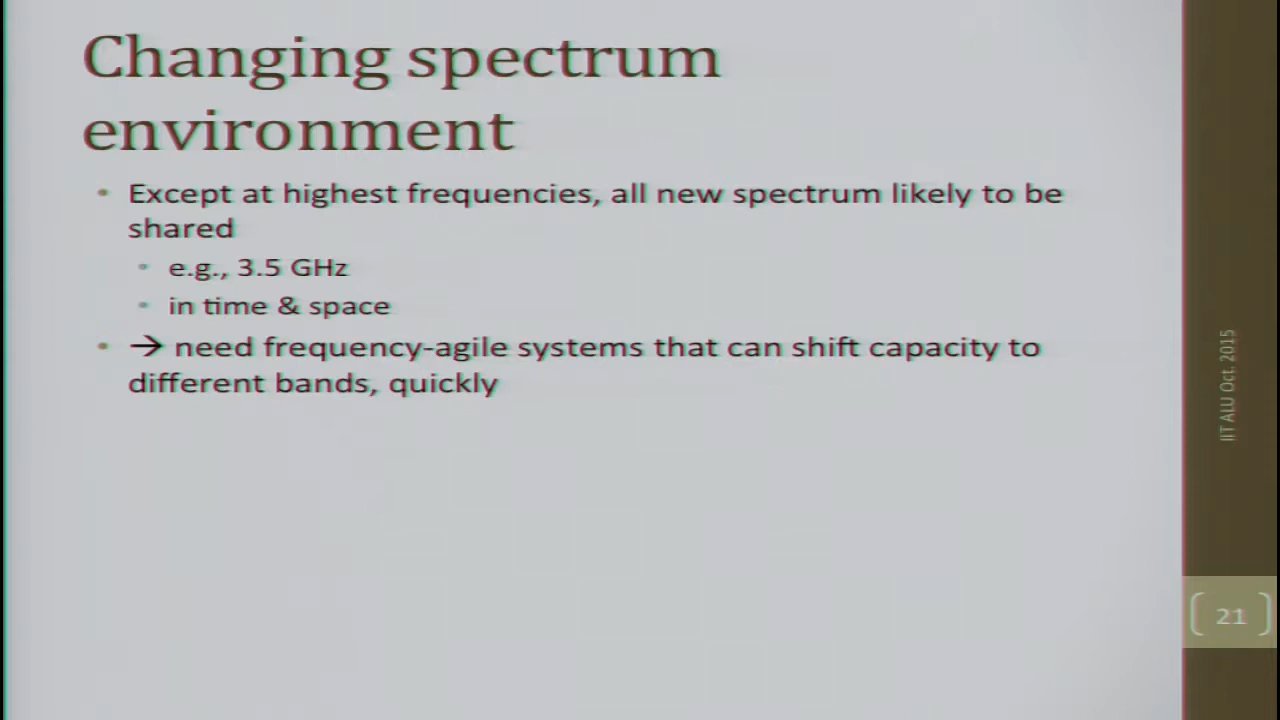 Changing spectrum
environment
• Except at highest frequencies, all new spectrum likely to be
shared
• e.g., 3.5 GHz
• in time & space
• → need frequency-agile systems that can shift capacity to
different bands, quickly
IIT ALU Oct. 2015
21